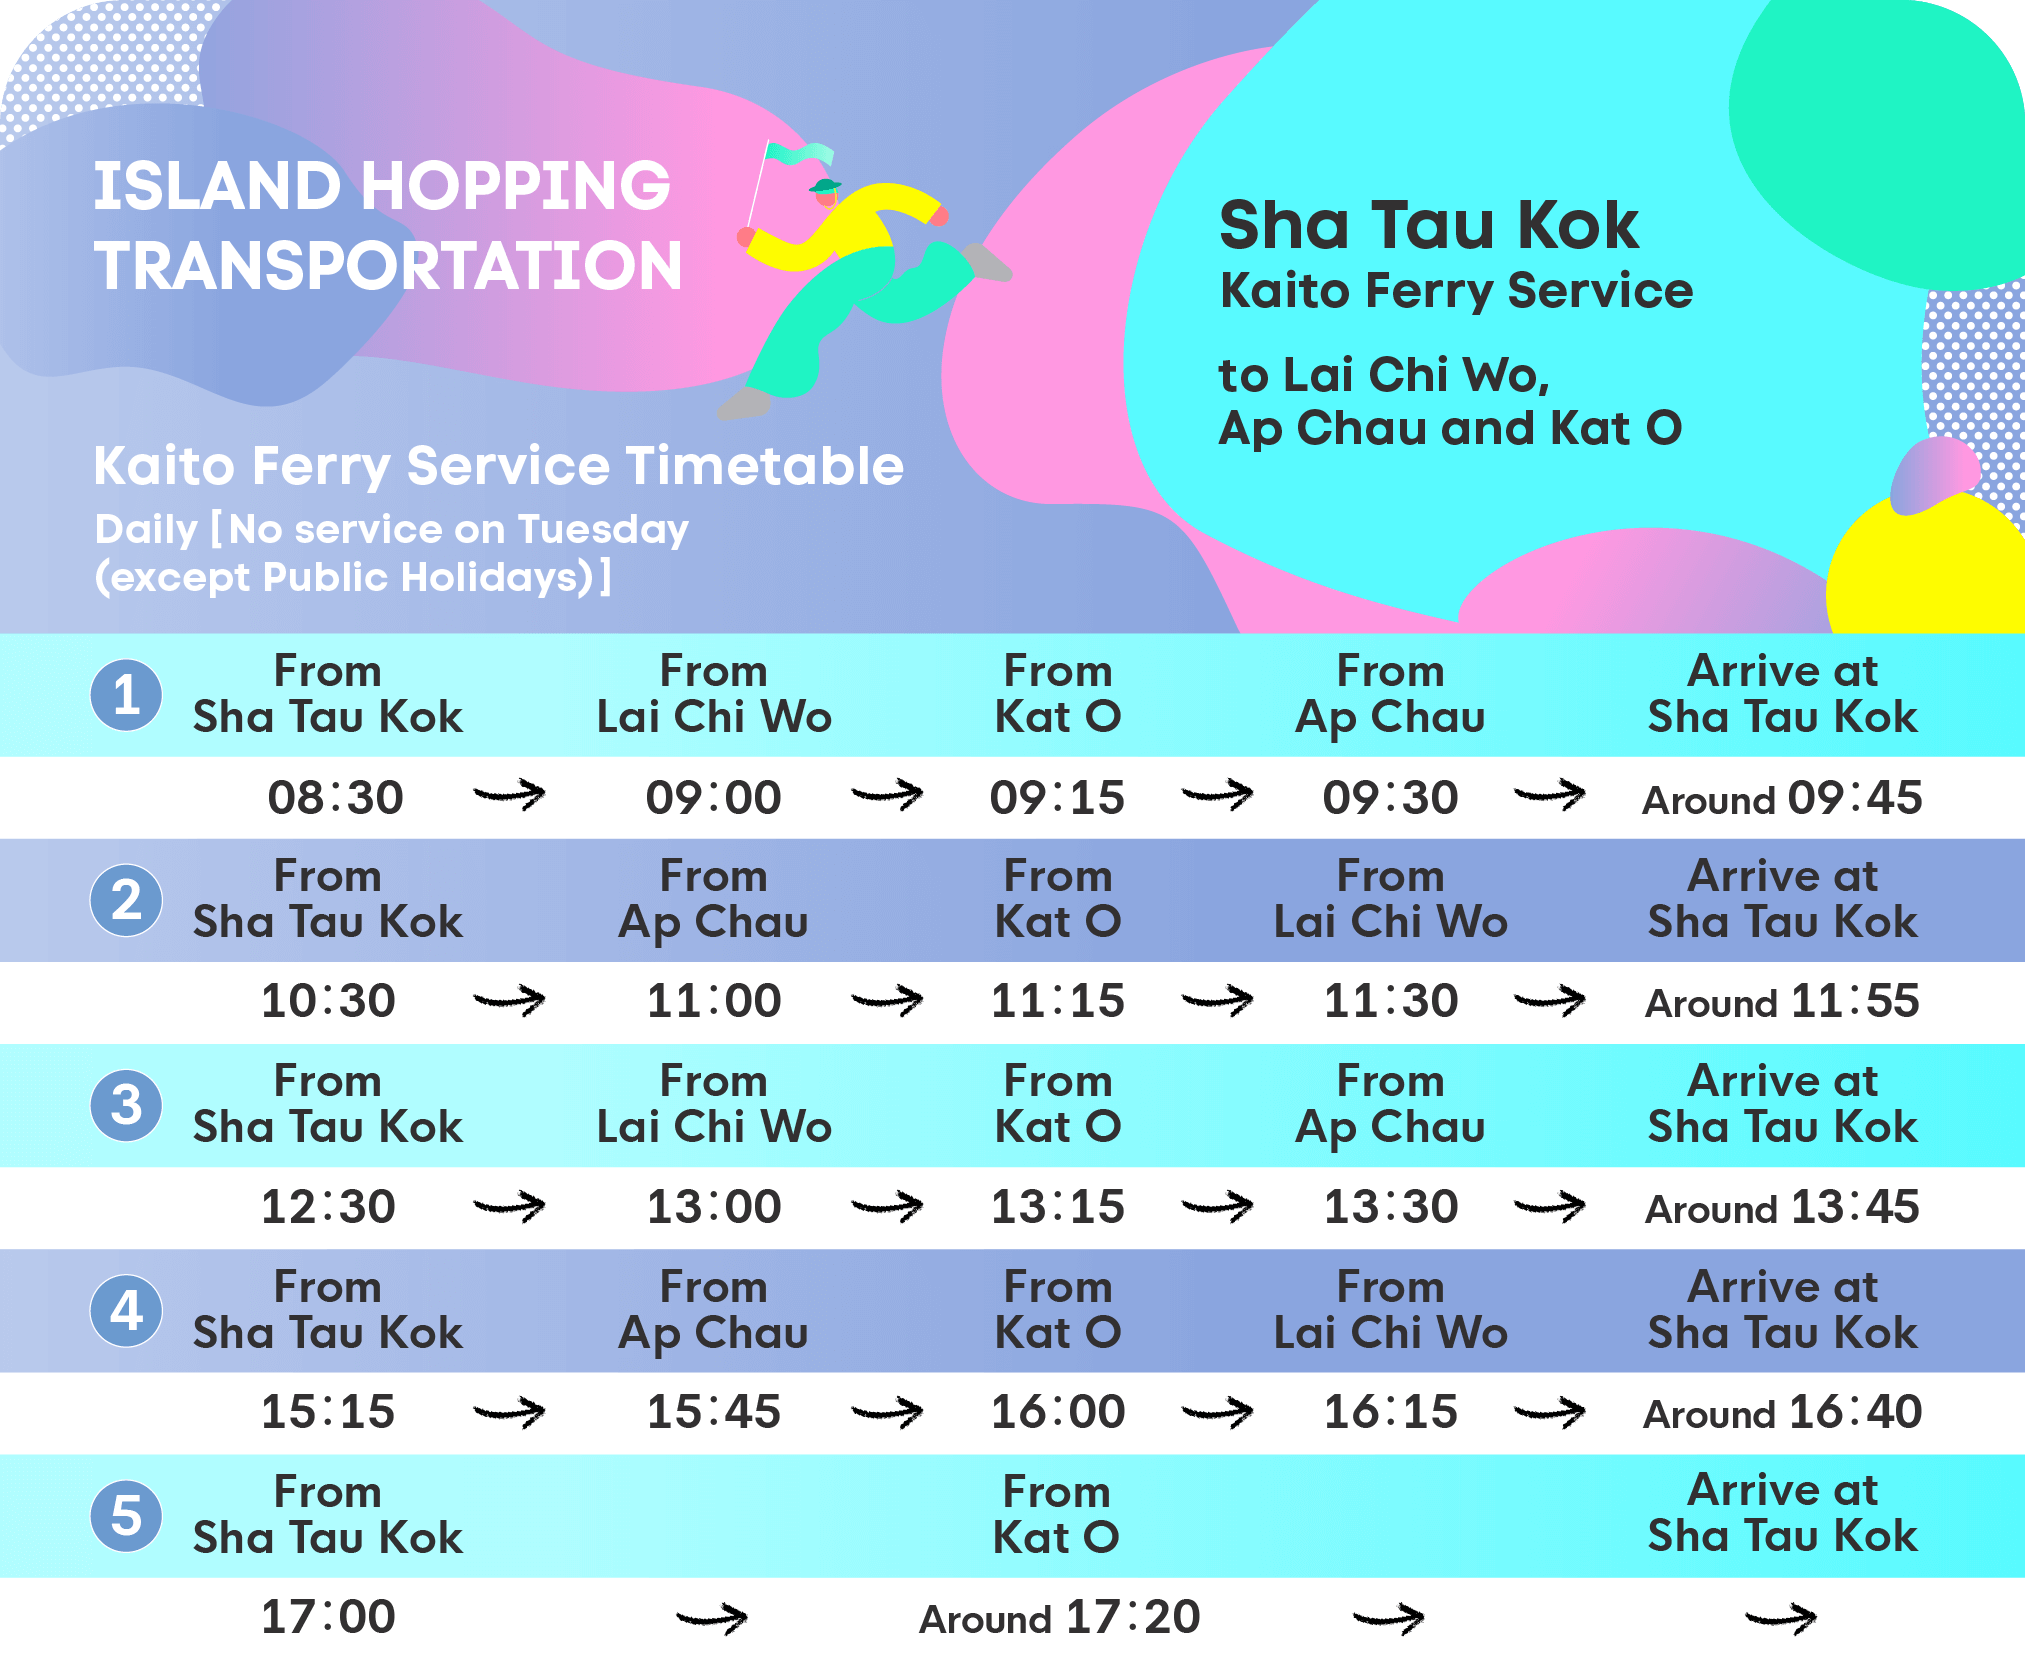 ISLAND HOPPING
TRANSPORTATION
Sha Tau Kok
Kaito Ferry Service
to Lai Chi Wo,
Ap Chau and Kat O
Kaito Ferry Service Timetable
Daily [No service on Tuesday
(except Public Holidays)]
1 From From From From Arrive at
Sha Tau Kok Lai Chi Wo Kat O Ap Chau Sha Tau Kok
08:30 09:00 09:15 09:30 Around 09:45
2 From From From From Arrive at
Sha Tau Kok Ap Chau Kat O Lai Chi Wo Sha Tau Kok
10:30 11:00 11:15 11:30 Around 11:55
3 From From From From Arrive at
Sha Tau Kok Lai Chi Wo Kat O Ap Chau Sha Tau Kok
12:30 13:00 13:15 13:30 Around 13:45
4 From From From From Arrive at
Sha Tau Kok Ap Chau Kat O Lai Chi Wo Sha Tau Kok
15:15 15:45 16:00 16:15 Around 16:40
5 From From Arrive at
Sha Tau Kok Kat O Sha Tau Kok
17:00 Around 17:20